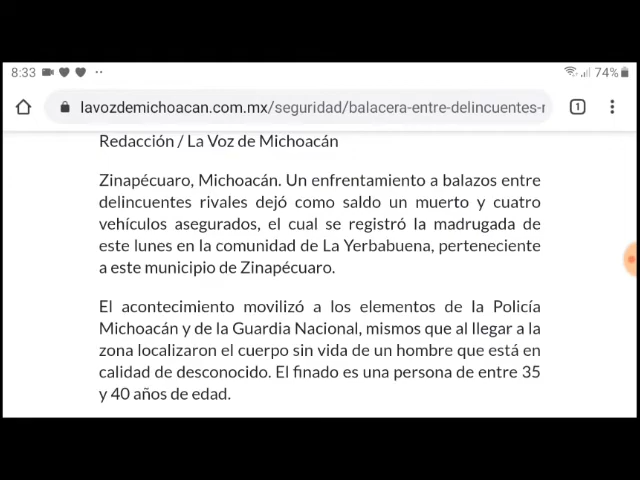 8:33
74%
lavozdemichoacan.com.mx/seguridad/balacera-entre-delincuentes-r
1
Redacción / La Voz de Michoacán
Zinapécuaro, Michoacán. Un enfrentamiento a balazos entre
delincuentes rivales dejó como saldo un muerto y cuatro
vehículos asegurados, el cual se registró la madrugada de
este lunes en la comunidad de La Yerbabuena, perteneciente
a este municipio de Zinapécuaro.
El acontecimiento movilizó a los elementos de la Policía
Michoacán y de la Guardia Nacional, mismos que al llegar a la
zona localizaron el cuerpo sin vida de un hombre que está en
calidad de desconocido. El finado es una persona de entre 35
y 40 años de edad.